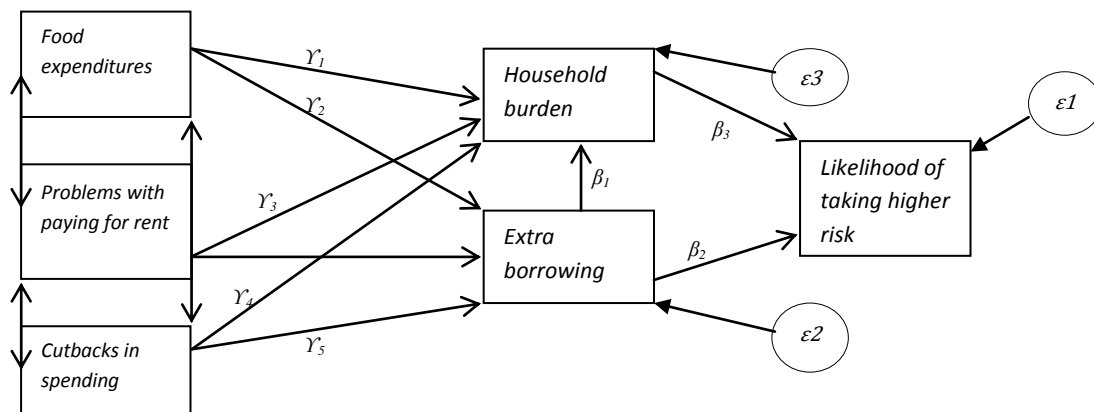 Food
expenditures
Problems with
paying for rent
Cutbacks in
spending
ϒ1
ϒ2
ϒ3
ϒ4
ϒ5
Household
burden
β1
Extra
borrowing
β3
β2
ε3
ε2
Likelihood of
taking higher
risk
ε1